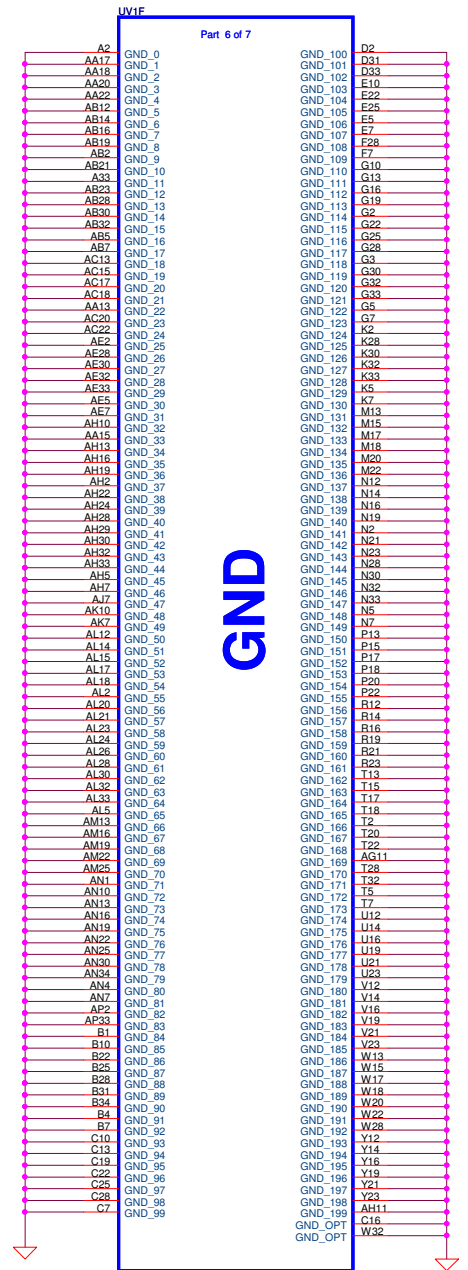 UV1F
Part 6 of 7
A2 GND_0 GND_100 D2
AA17 GND_1 GND_101 D31
AA18 GND_2 GND_102 D33
AA20 GND_3 GND_103 E10
AA22 GND_4 GND_104 E22
AB12 GND_5 GND_105 E25
AB14 GND_6 GND_106 E5
AB16 GND_7 GND_107 E7
AB19 GND_8 GND_108 F28
AB2 GND_9 GND_109 F7
AB21 GND_10 GND_110 G10
A33 GND_11 GND_111 G13
AB23 GND_12 GND_112 G16
AB28 GND_13 GND_113 G19
AB30 GND_14 GND_114 G2
AB32 GND_15 GND_115 G22
AB5 GND_16 GND_116 G25
AB7 GND_17 GND_117 G28
AC13 GND_18 GND_118 G3
AC15 GND_19 GND_119 G30
AC17 GND_20 GND_120 G32
AC18 GND_21 GND_121 G33
AA13 GND_22 GND_122 G5
AC20 GND_23 GND_123 G7
AC22 GND_24 GND_124 K2
AE2 GND_25 GND_125 K28
AE28 GND_26 GND_126 K30
AE30 GND_27 GND_127 K32
AE32 GND_28 GND_128 K33
AE33 GND_29 GND_129 K5
AE5 GND_30 GND_130 K7
AE7 GND_31 GND_131 M13
AH10 GND_32 GND_132 M15
AA15 GND_33 GND_133 M17
AH13 GND_34 GND_134 M18
AH16 GND_35 GND_135 M20
AH19 GND_36 GND_136 M22
AH2 GND_37 GND_137 N12
AH22 GND_38 GND_138 N14
AH24 GND_39 GND_139 N16
AH28 GND_40 GND_140 N19
AH29 GND_41 GND_141 N2
AH30 GND_42 GND_142 N21
AH32 GND_43 GND_143 N23
AH33 GND_44 GND_144 N28
AH5 GND_45 GND_145 N30
AH7 GND_46 GND_146 N32
AJ7 GND_47 GND_147 N33
AK10 GND_48 GND_148 N5
AK7 GND_49 GND_149 N7
AL12 GND_50 GND_150 P13
AL14 GND_51 GND_151 P15
AL15 GND_52 GND_152 P17
AL17 GND_53 GND_153 P18
AL18 GND_54 GND_154 P20
AL2 GND_55 GND_155 P22
AL20 GND_56 GND_156 R12
AL21 GND_57 GND_157 R14
AL23 GND_58 GND_158 R16
AL24 GND_59 GND_159 R19
AL26 GND_60 GND_160 R21
AL28 GND_61 GND_161 R23
AL30 GND_62 GND_162 T13
AL32 GND_63 GND_163 T15
AL33 GND_64 GND_164 T17
AL5 GND_65 GND_165 T18
AM13 GND_66 GND_166 T2
AM16 GND_67 GND_167 T20
AM19 GND_68 GND_168 T22
AM22 GND_69 GND_169 AG11
AM25 GND_70 GND_170 T28
AN1 GND_71 GND_171 T32
AN10 GND_72 GND_172 T5
AN13 GND_73 GND_173 T7
AN16 GND_74 GND_174 U12
AN19 GND_75 GND_175 U14
AN22 GND_76 GND_176 U16
AN25 GND_77 GND_177 U19
AN30 GND_78 GND_178 U21
AN34 GND_79 GND_179 U23
AN4 GND_80 GND_180 V12
AN7 GND_81 GND_181 V14
AP2 GND_82 GND_182 V16
AP33 GND_83 GND_183 V19
B1 GND_84 GND_184 V21
B10 GND_85 GND_185 V23
B22 GND_86 GND_186 W13
B25 GND_87 GND_187 W15
B28 GND_88 GND_188 W17
B31 GND_89 GND_189 W18
B34 GND_90 GND_190 W20
B4 GND_91 GND_191 W22
B7 GND_92 GND_192 W28
C10 GND_93 GND_193 Y12
C13 GND_94 GND_194 Y14
C19 GND_95 GND_195 Y16
C22 GND_96 GND_196 Y19
C25 GND_97 GND_197 Y21
C28 GND_98 GND_198 Y23
C7 GND_99 GND_199 AH11
GND_OPT C16
GND_OPT W32
GND